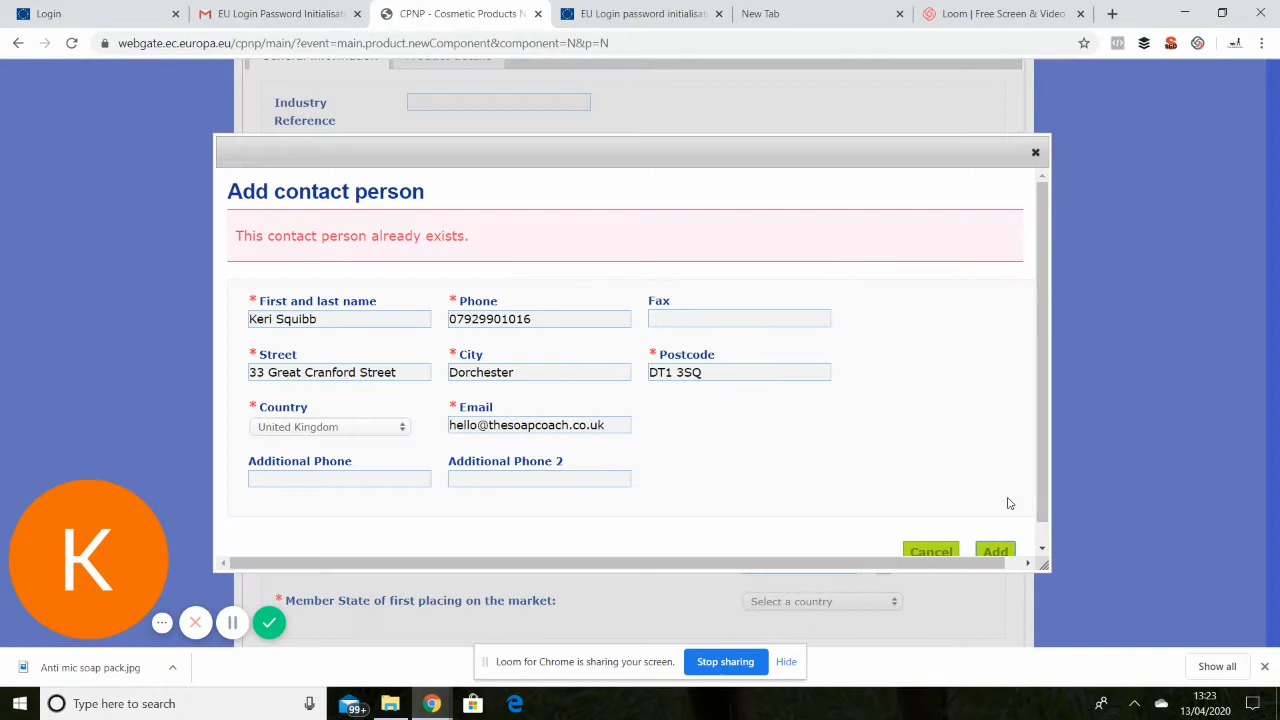 Login
EU Login Password Initialisat
CPNP - Cosmetic Products N
EU Login password initialisat
New Tab
Loom | Free Screen & Video
webgate.ec.europa.eu/cpnp/main/?event=main.product.newComponent&component=N&p=N
General Information
Product details
Industry
Reference
Add contact person
This contact person already exists.
* First and last name * Phone Fax
Keri Squibb 07929901016
* Street * City * Postcode
33 Great Cranford Street Dorchester DT1 3SQ
* Country * Email
United Kingdom hello@thesoapcoach.co.uk
Additional Phone Additional Phone 2
Cancel Add
K
* Member State of first placing on the market: Select a country
Loom for Chrome is sharing your screen. Stop sharing Hide
Anti mic soap pack.jpg
Show all
Type here to search
99+
13:23
13/04/2020